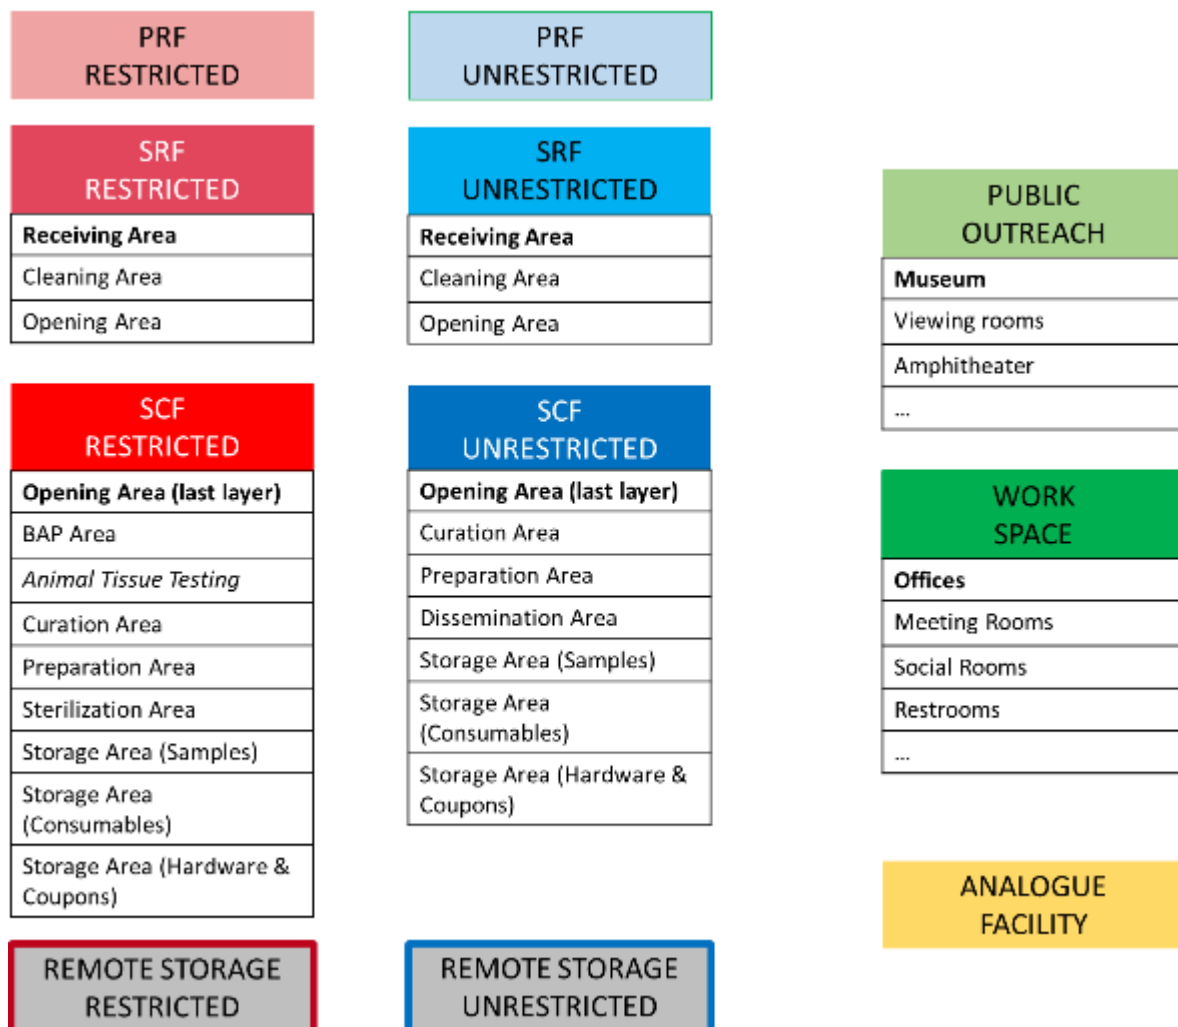 PRF
RESTRICTED
SRF
RESTRICTED
Receiving Area
Cleaning Area
Opening Area
SCF
RESTRICTED
Opening Area (last layer)
BAP Area
Animal Tissue Testing
Curation Area
Preparation Area
Sterilization Area
Storage Area (Samples)
Storage Area
(Consumables)
Storage Area (Hardware &
Coupons)
REMOTE STORAGE
RESTRICTED
PRF
UNRESTRICTED
SRF
UNRESTRICTED
Receiving Area
Cleaning Area
Opening Area
SCF
UNRESTRICTED
Opening Area (last layer)
Curation Area
Preparation Area
Dissemination Area
Storage Area (Samples)
Storage Area
(Consumables)
Storage Area (Hardware &
Coupons)
REMOTE STORAGE
UNRESTRICTED
PUBLIC
OUTREACH
Museum
Viewing rooms
Amphitheater
...
WORK
SPACE
Offices
Meeting Rooms
Social Rooms
Restrooms
...
ANALOGUE
FACILITY